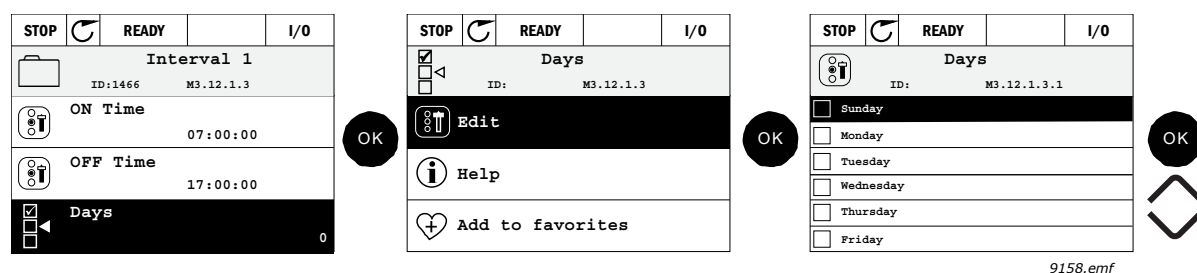 STOP READY I/O
Interval 1
ID:1466 M3.12.1.3
ON Time
07:00:00
OFF Time
17:00:00
Days
0
OK
STOP READY I/O
Days
ID: M3.12.1.3
Edit
Help
Add to favorites
OK
STOP READY I/O
Days
ID: M3.12.1.3.1
Sunday
Monday
Tuesday
Wednesday
Thursday
Friday
OK
9158.emf